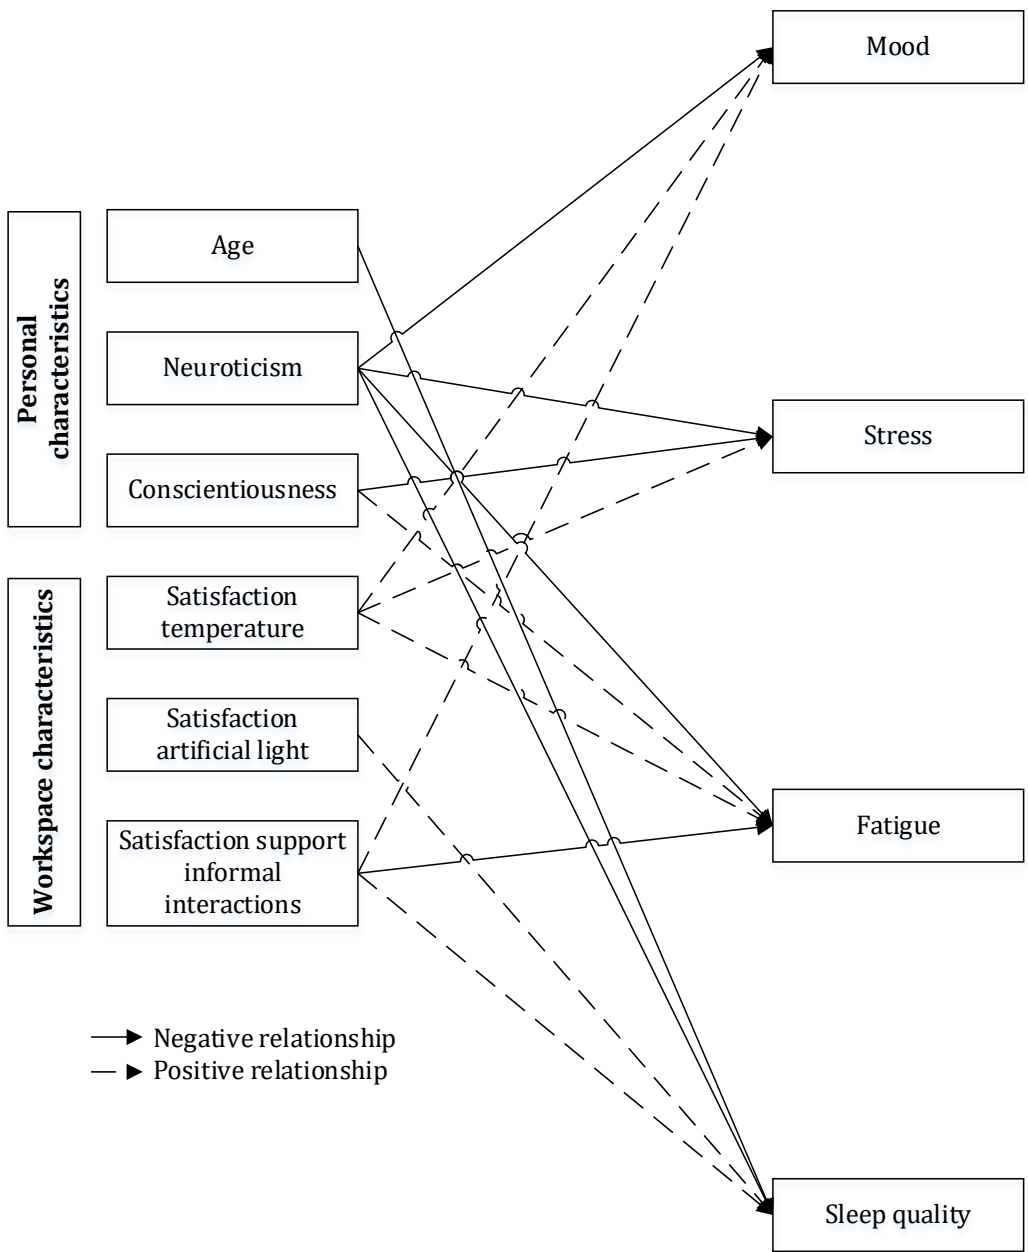 Mood
Personal
characteristics
Age
Neuroticism
Conscientiousness
Stress
Workspace characteristics
Satisfaction
temperature
Satisfaction
artificial light
Satisfaction support
informal
interactions
Fatigue
Negative relationship
Positive relationship
Sleep quality